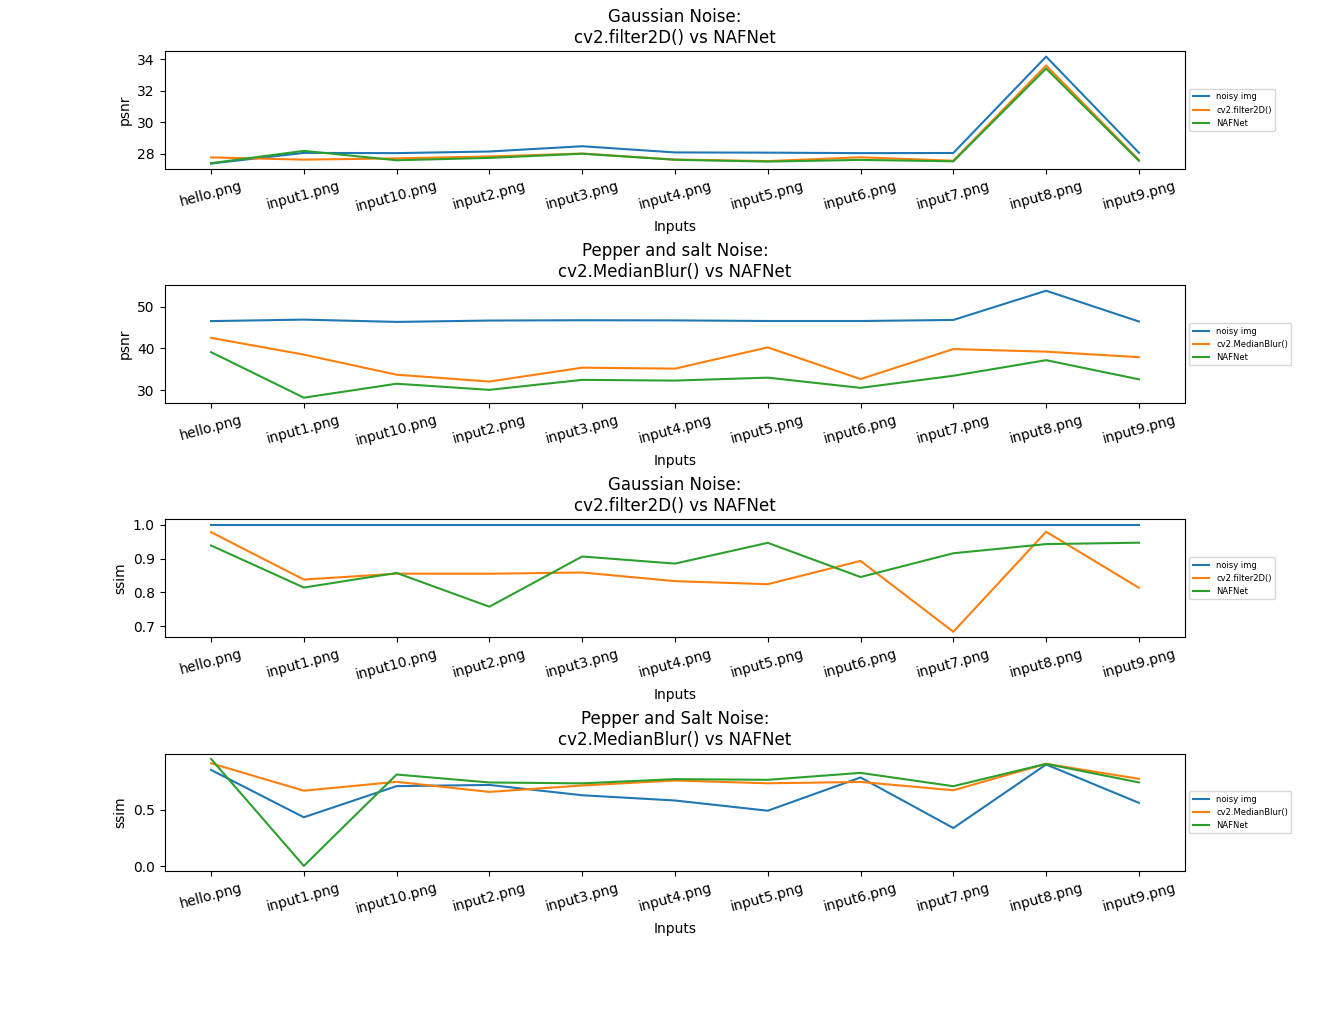 Gaussian Noise:
cv2.filter2D() vs NAFNet
34
32
30
28
psnr
noisy img
cv2.filter2D()
NAFNet
hello.png input1.png input10.png input2.png input3.png input4.png input5.png input6.png input7.png input8.png input9.png
Inputs
Pepper and salt Noise:
cv2.MedianBlur() vs NAFNet
50
40
30
psnr
noisy img
cv2.MedianBlur()
NAFNet
hello.png input1.png input10.png input2.png input3.png input4.png input5.png input6.png input7.png input8.png input9.png
Inputs
Gaussian Noise:
cv2.filter2D() vs NAFNet
1.0
0.9
0.8
0.7
ssim
noisy img
cv2.filter2D()
NAFNet
hello.png input1.png input10.png input2.png input3.png input4.png input5.png input6.png input7.png input8.png input9.png
Inputs
Pepper and Salt Noise:
cv2.MedianBlur() vs NAFNet
0.5
0.0
ssim
noisy img
cv2.MedianBlur()
NAFNet
hello.png input1.png input10.png input2.png input3.png input4.png input5.png input6.png input7.png input8.png input9.png
Inputs